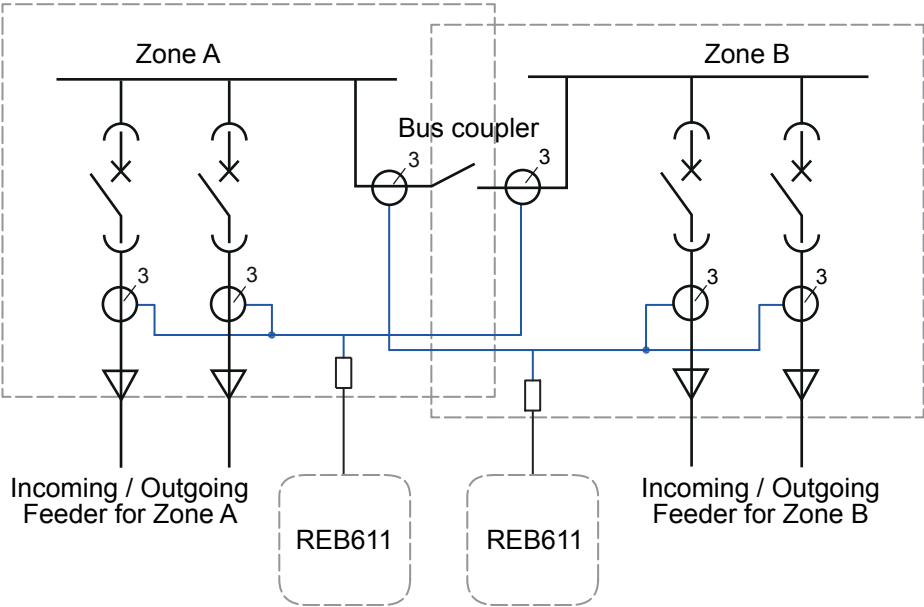 Zone A
Zone B
Bus coupler
3
3
3
3
3
3
Incoming / Outgoing
Feeder for Zone A
Incoming / Outgoing
Feeder for Zone B
REB611
REB611